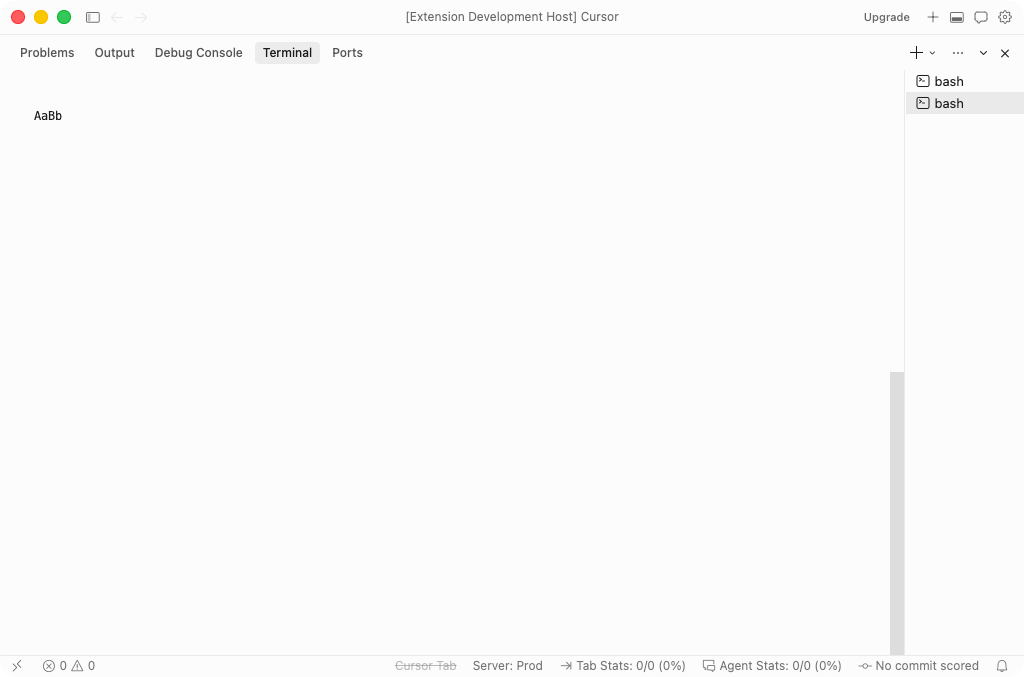 [Extension Development Host] Cursor
Upgrade
Problems Output Debug Console Terminal Ports
bash
bash
AaBb
0 0 Cursor Tab Server: Prod Tab Stats: 0/0 (0%) Agent Stats: 0/0 (0%) No commit scored